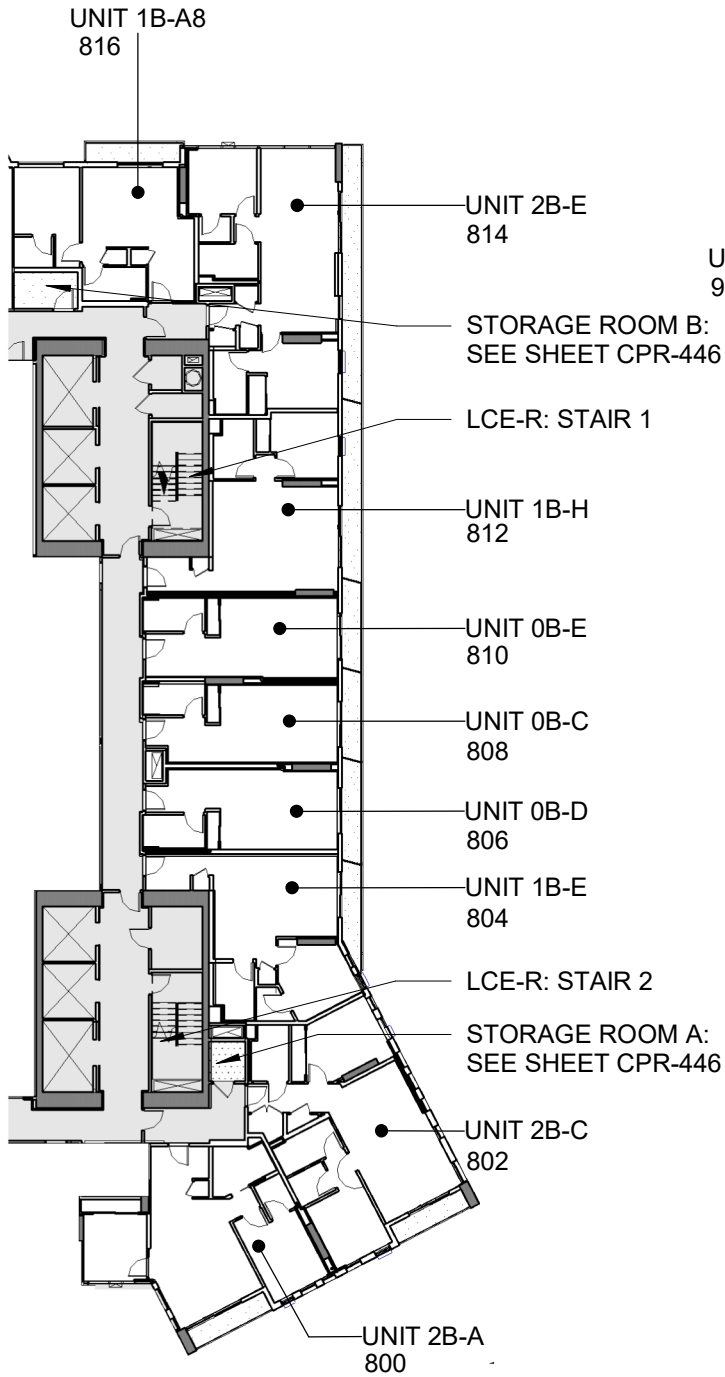 UNIT 1B-A8
816
UNIT 2B-E
814
U
9
STORAGE ROOM B:
SEE SHEET CPR-446
LCE-R: STAIR 1
UNIT 1B-H
812
UNIT 0B-E
810
UNIT 0B-C
808
UNIT 0B-D
806
UNIT 1B-E
804
LCE-R: STAIR 2
STORAGE ROOM A:
SEE SHEET CPR-446
UNIT 2B-C
802
UNIT 2B-A
800